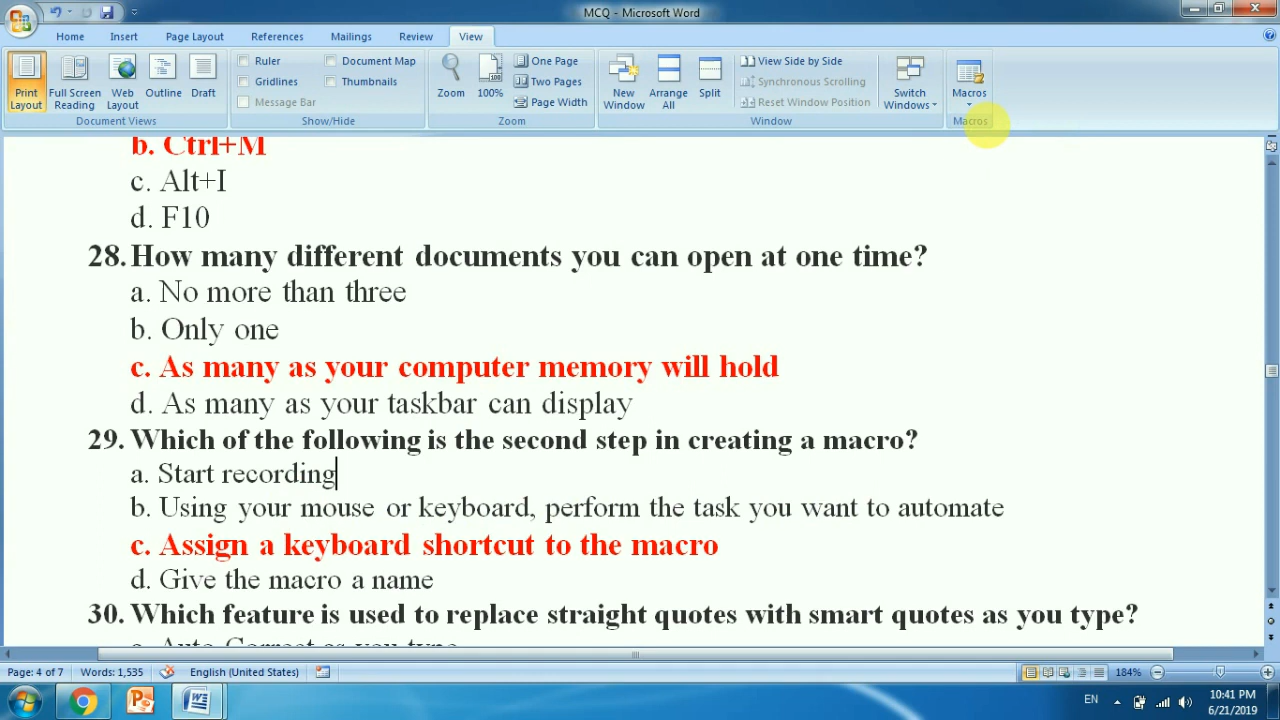 MCQ - Microsoft Word
Home Insert Page Layout References Mailings Review View
Print Layout
Full Screen Reading
Web Layout
Outline
Draft
Document Views
Ruler
Gridlines
Message Bar
Document Map
Thumbnails
Show/Hide
Zoom
100%
One Page
Two Pages
Page Width
Zoom
New Window
Arrange All
Split
View Side by Side
Synchronous Scrolling
Reset Window Position
Switch Windows
Window
Macros
Macros
b. Ctrl+M
c. Alt+I
d. F10
28. How many different documents you can open at one time?
a. No more than three
b. Only one
c. As many as your computer memory will hold
d. As many as your taskbar can display
29. Which of the following is the second step in creating a macro?
a. Start recording
b. Using your mouse or keyboard, perform the task you want to automate
c. Assign a keyboard shortcut to the macro
d. Give the macro a name
30. Which feature is used to replace straight quotes with smart quotes as you type?
a. Auto Correct as you type
Page: 4 of 7 Words: 1,535 English (United States) 184%
EN 10:41 PM
6/21/2019